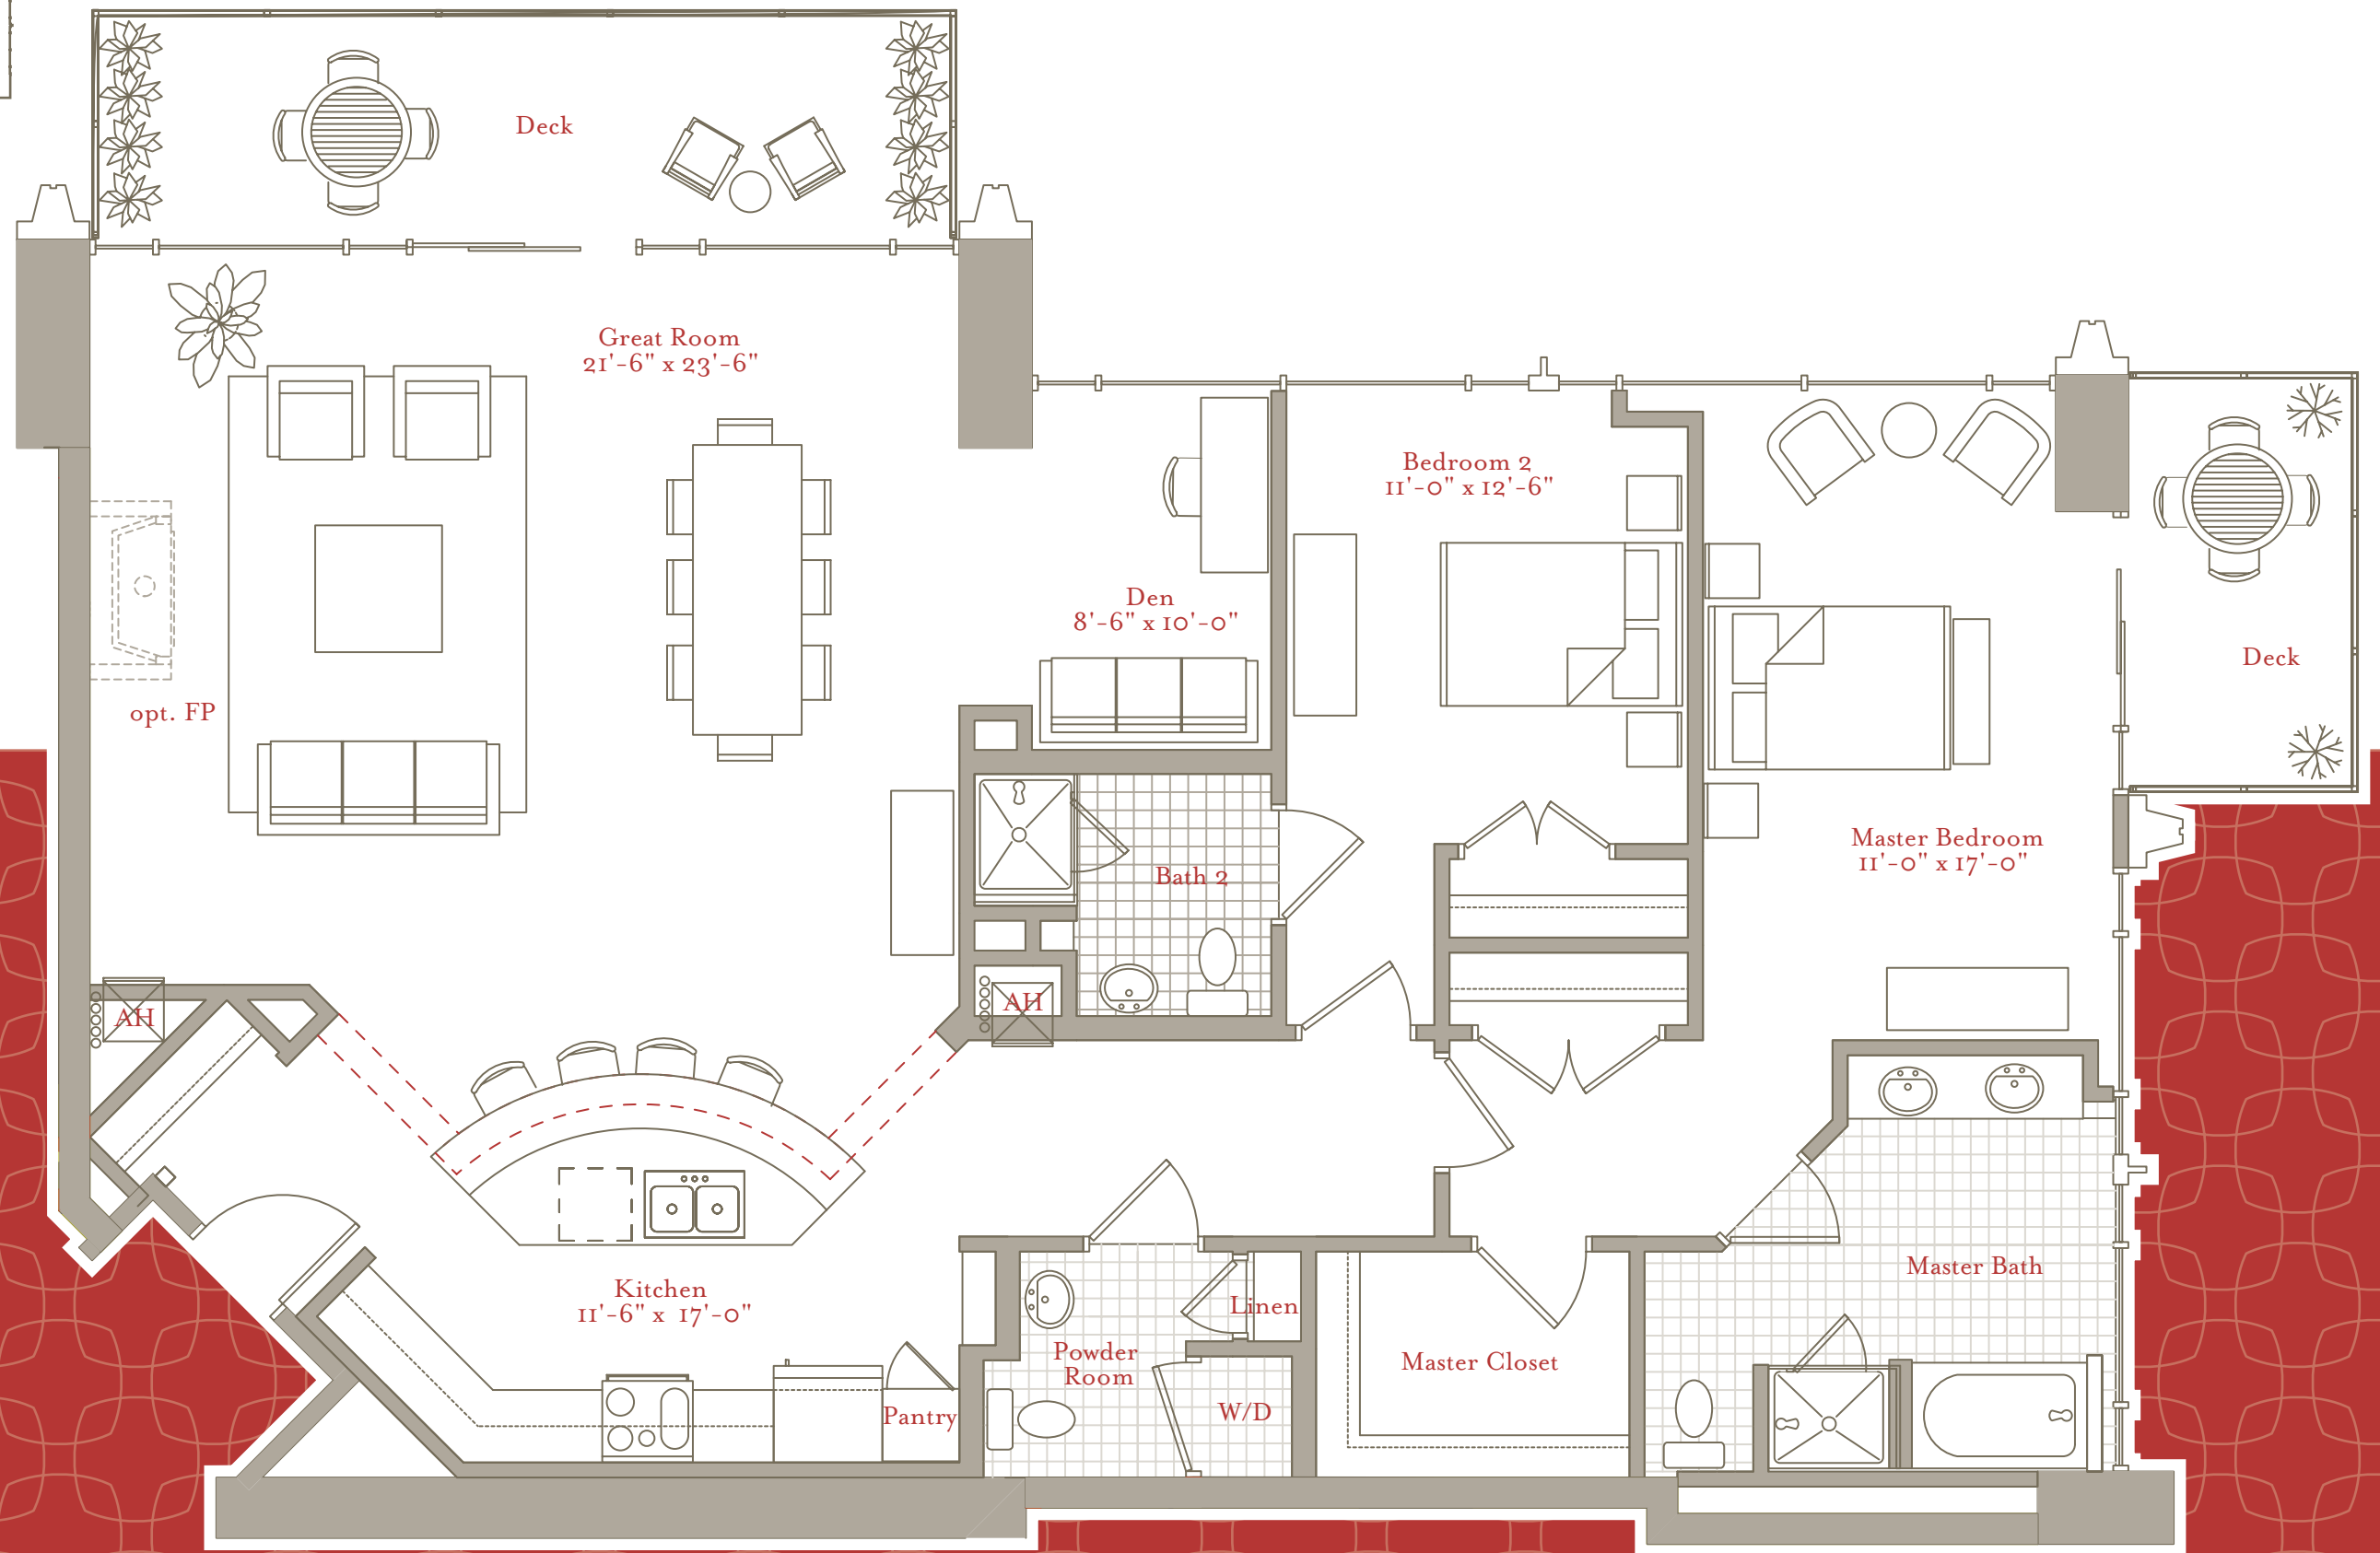 Deck
Great Room
21'-6" x 23'-6"
Bedroom 2
11'-0" x 12'-6"
Den
8'-6" x 10'-0"
Deck
opt. FP
Master Bedroom
11'-0" x 17'-0"
Bath 2
AH
AH
Master Bath
Kitchen
11'-6" x 17'-0"
Linen
Powder
Room
Master Closet
Pantry
W/D